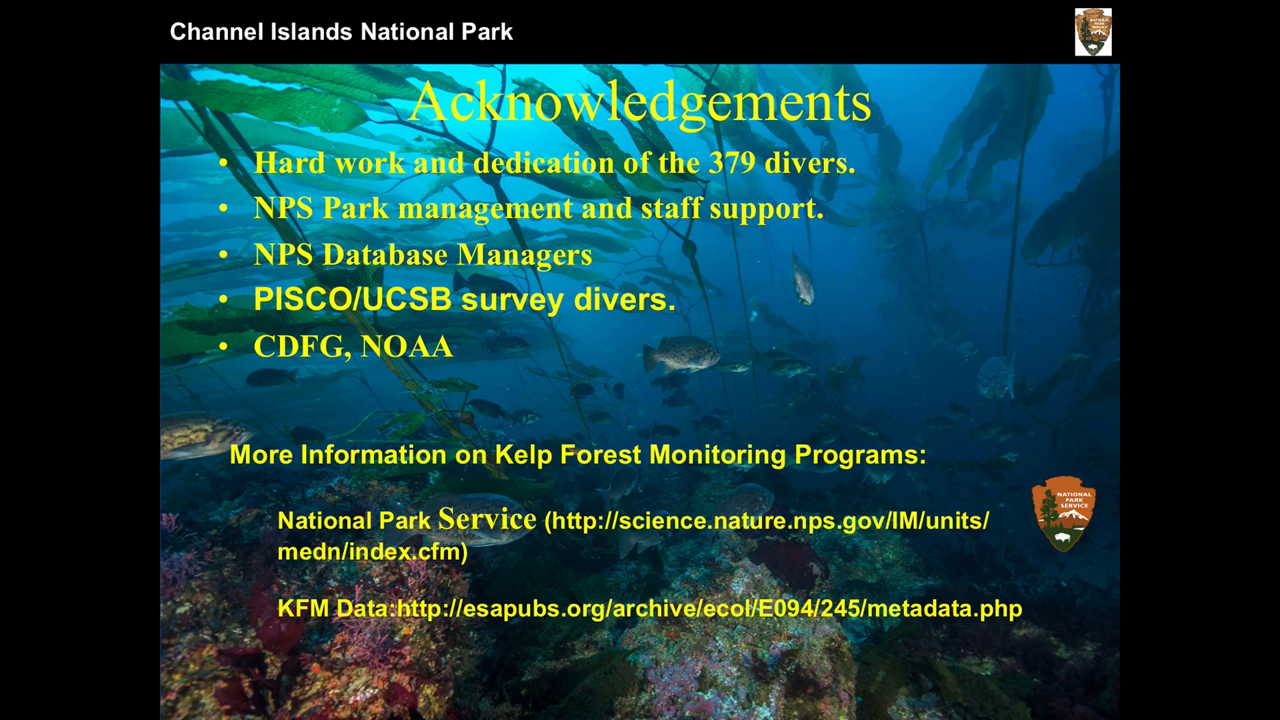 Channel Islands National Park
Acknowledgements
• Hard work and dedication of the 379 divers.
• NPS Park management and staff support.
• NPS Database Managers
• PISCO/UCSB survey divers.
• CDFG, NOAA
More Information on Kelp Forest Monitoring Programs:
National Park Service (http://science.nature.nps.gov/IM/units/
medn/index.cfm)
KFM Data:http://esapubs.org/archive/ecol/E094/245/metadata.php
NATIONAL
PARK
SERVICE